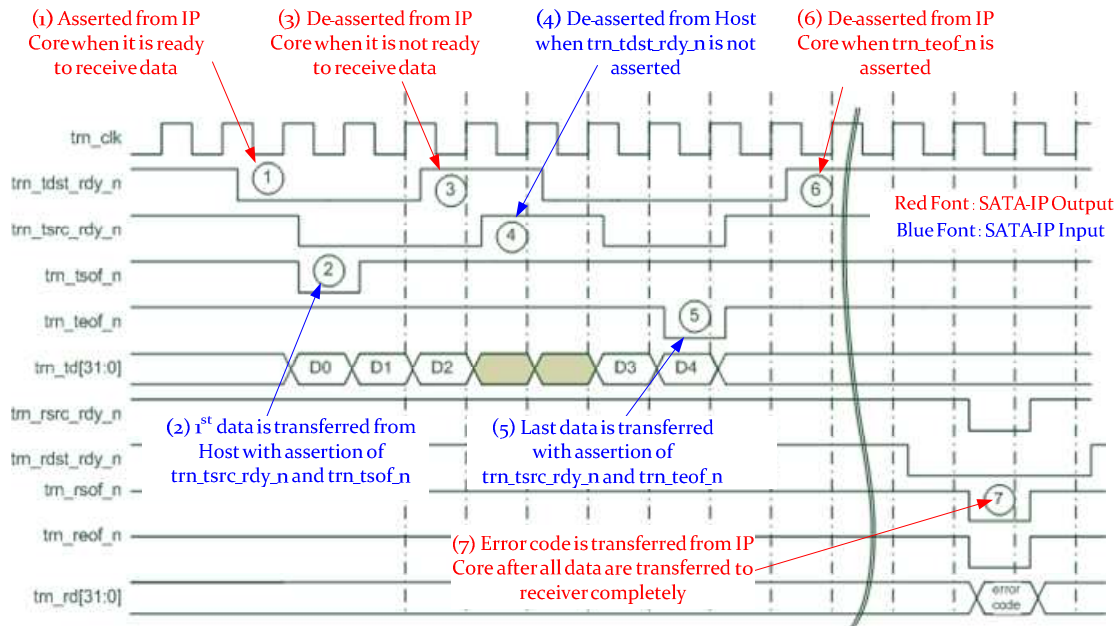 (1) Asserted from IP
Core when it is ready
to receive data
(3) De-asserted from IP
Core when it is not ready
to receive data
(4) De-asserted from Host
when trn_tdst_rdy_n is not
asserted
(6) De-asserted from IP
Core when trn_teof_n is
asserted
trn_clk
trn_tdst_rdy_n
1
3
6
Red Font : SATA-IP Output
Blue Font : SATA-IP Input
trn_tsrc_rdy_n
4
trn_tsof_n
2
trn_teof_n
5
trn_td[31:0]
D0
D1
D2
D3
D4
trn_rsrc_rdy_n
(2) 1st data is transferred from
Host with assertion of
trn_tsrc_rdy_n and trn_tsof_n
(5) Last data is transferred
with assertion of
trn_tsrc_rdy_n and trn_teof_n
trn_rdst_rdy_n
trn_rsof_n
7
trn_reof_n
(7) Error code is transferred from IP
Core after all data are transferred to
receiver completely
trn_rd[31:0]
error
code